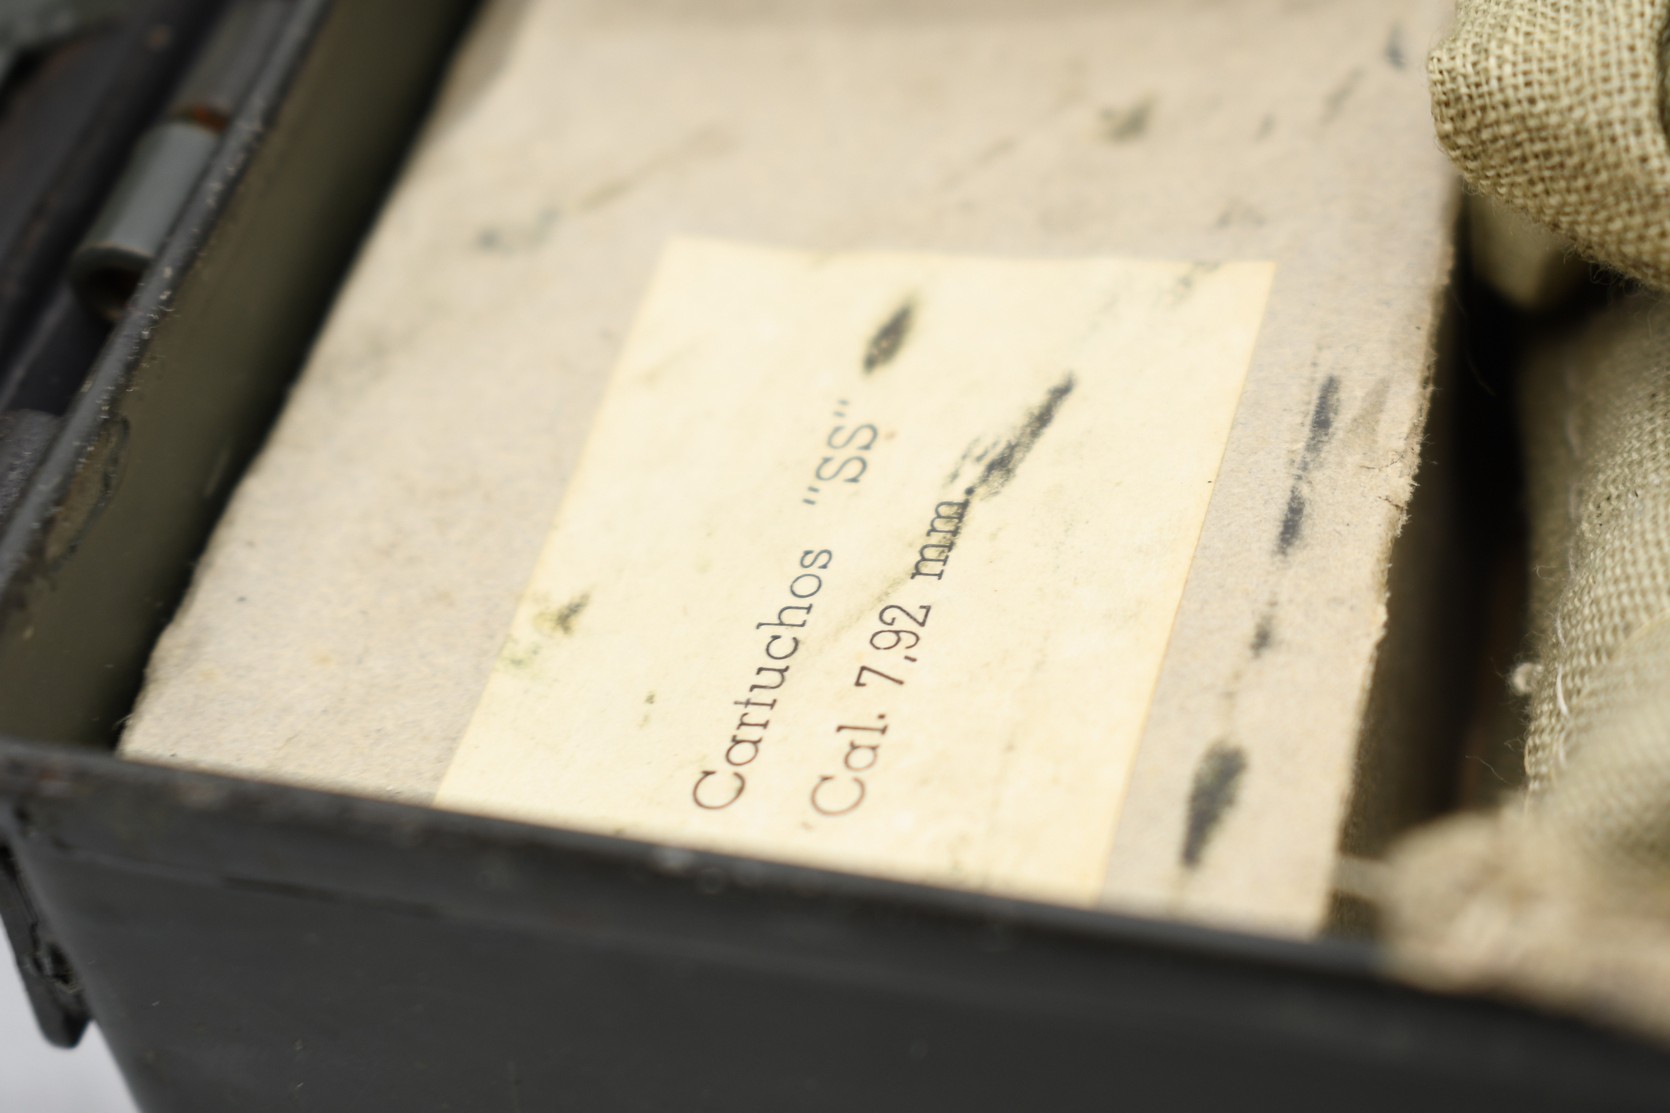 Cartuchos "SS"
Cal. 7,92 mm.